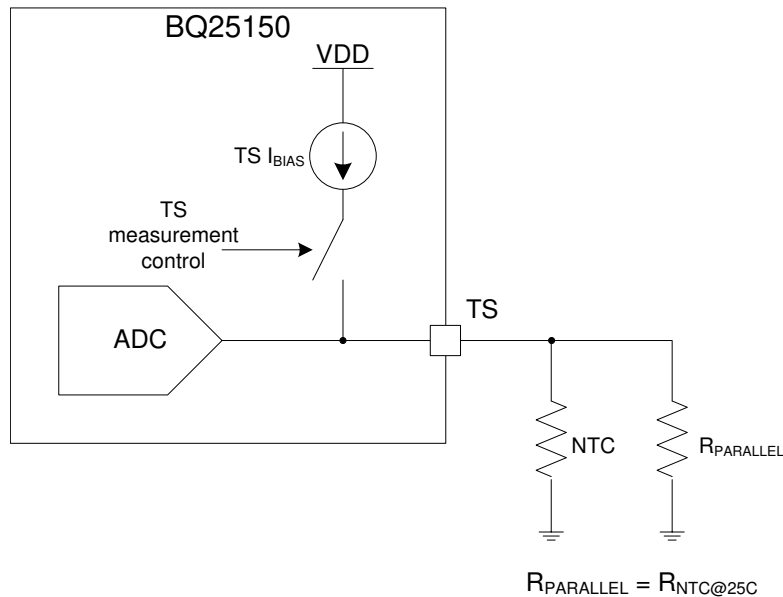 BQ25150
VDD
TS IBIAS
TS
measurement
control
ADC
TS
NTC
RPARALLEL
RPARALLEL = RNTC@25C